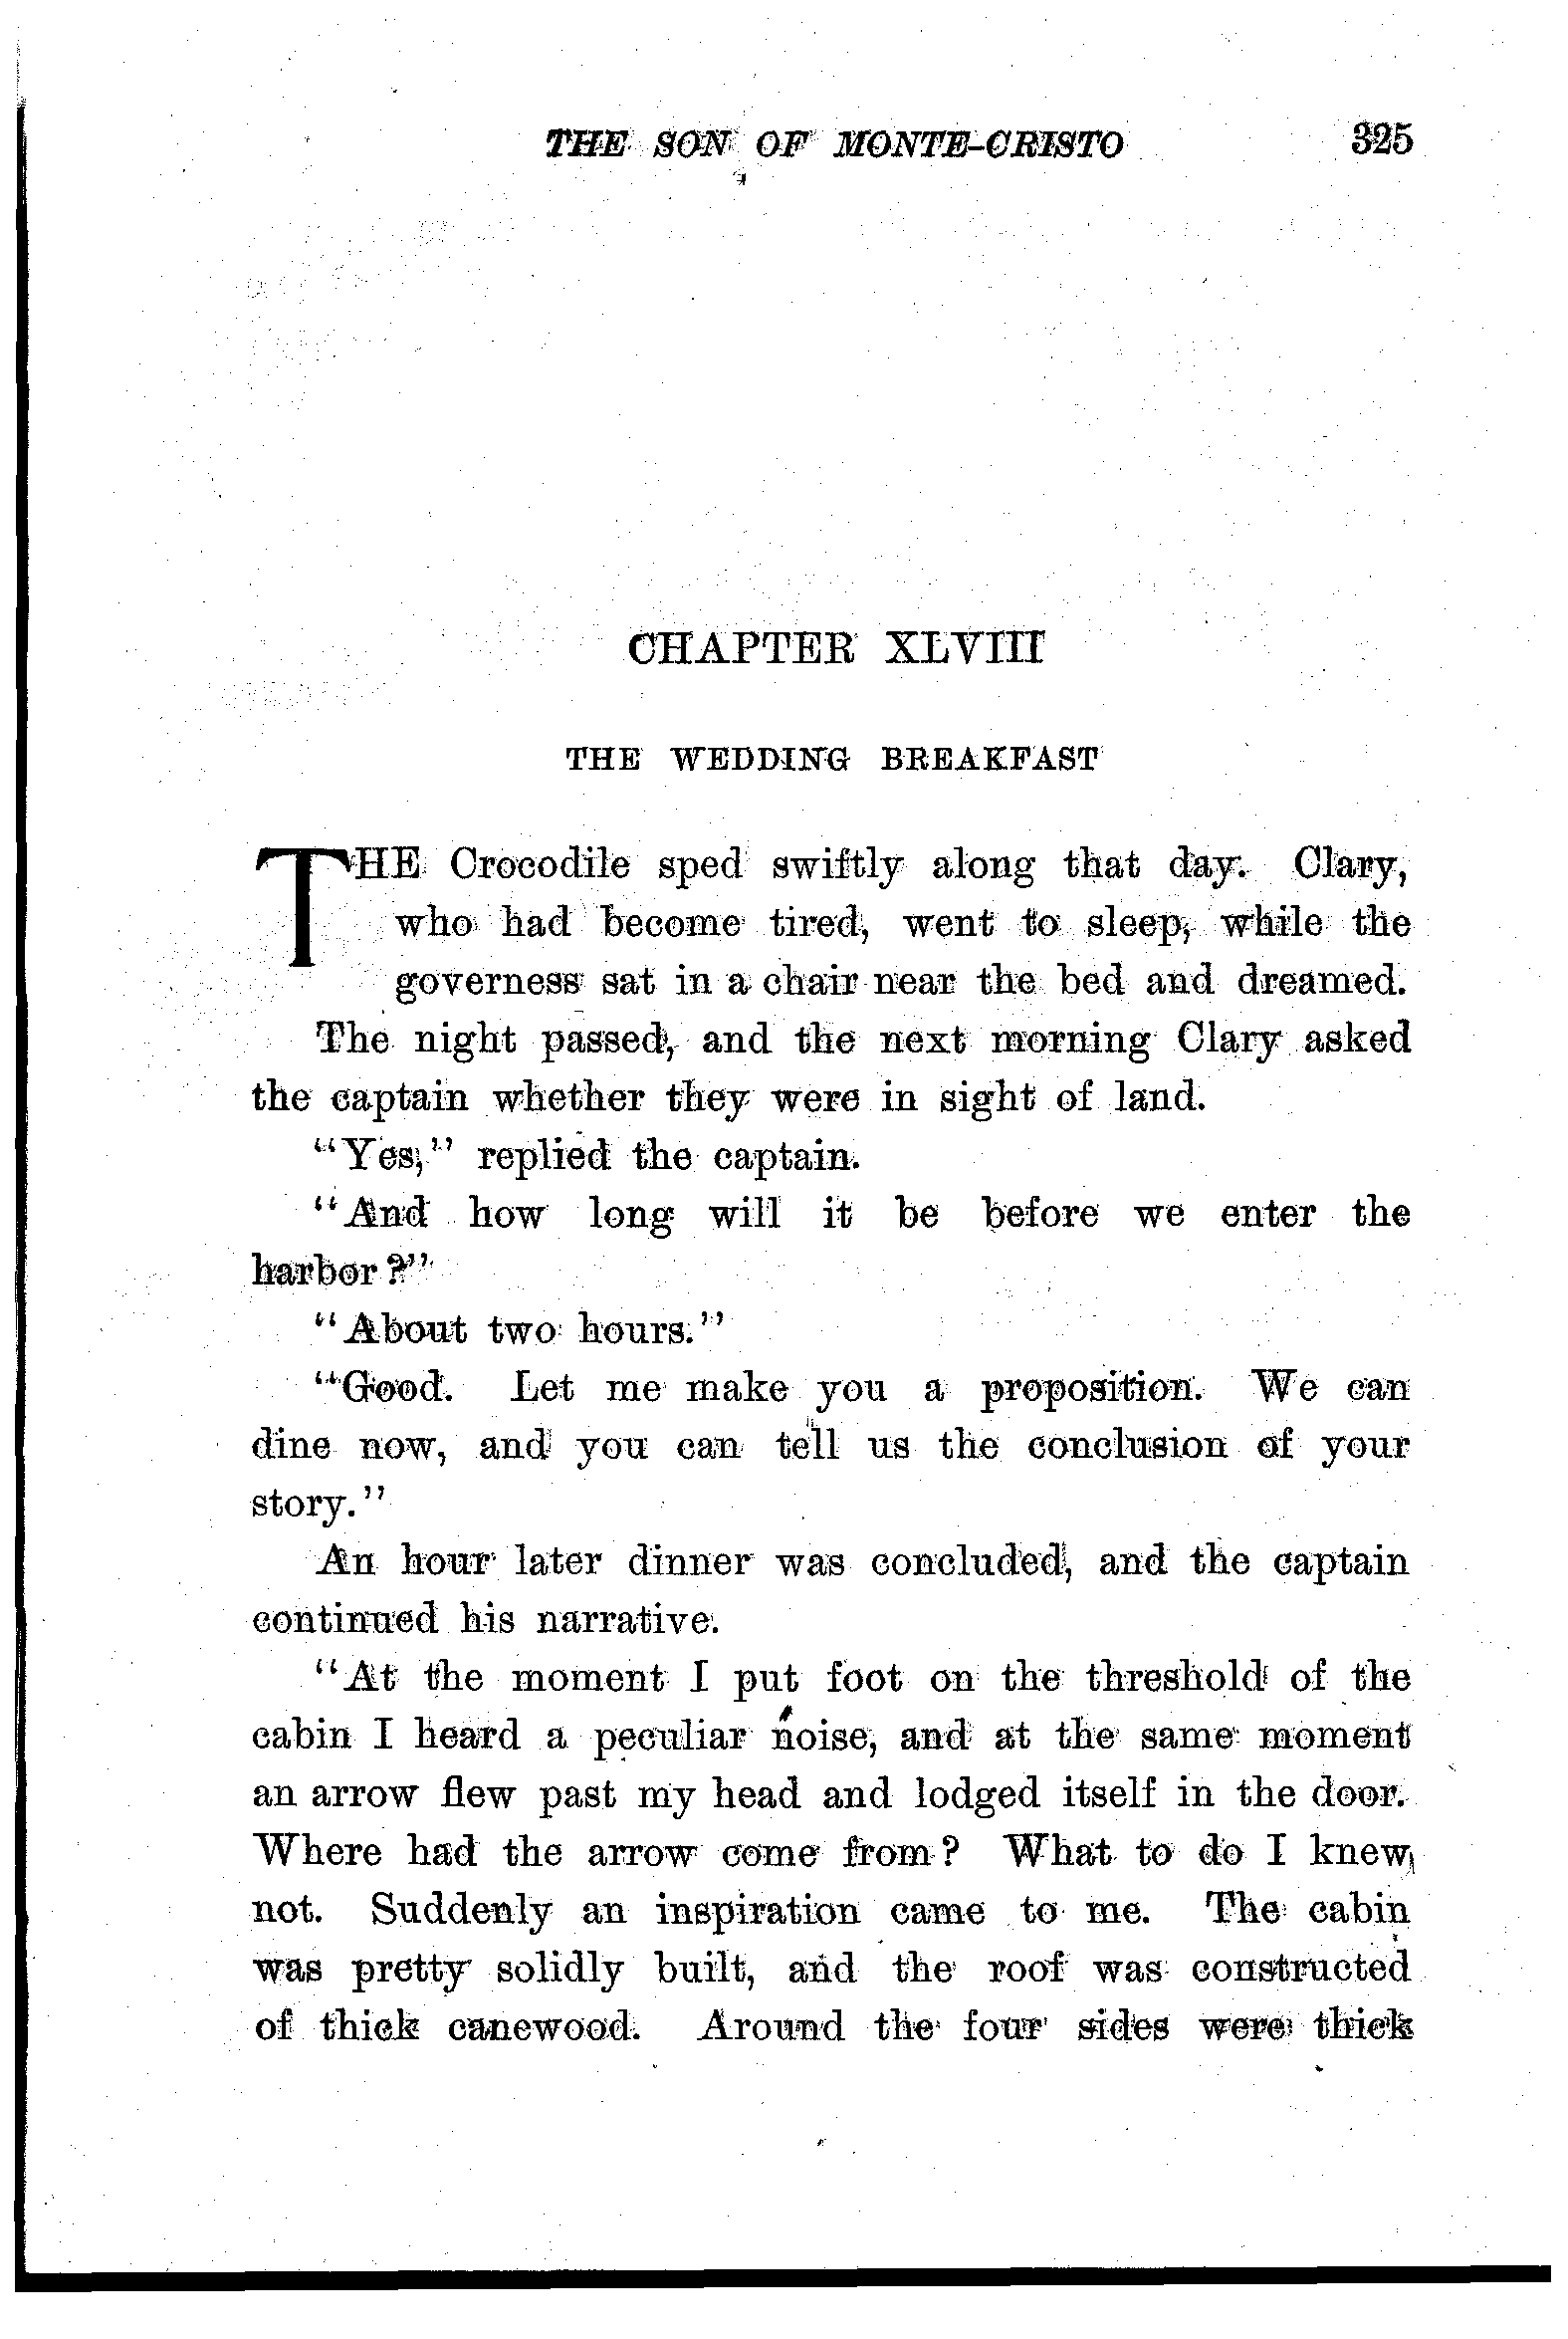 THE SON OF MONTE-CRISTO 325
CHAPTER XLVIII
THE WEDDING BREAKFAST
THE Crocodile sped swiftly along that day. Clary,
who had become tired, went to sleep, while the
governess sat in a chair near the bed and dreamed.
The night passed, and the next morning Clary asked
the captain whether they were in sight of land.
"Yes," replied the captain.
"And how long will it be before we enter the
harbor?"
"About two hours."
"Good. Let me make you a proposition. We can
dine now, and you can tell us the conclusion of your
story."
An hour later dinner was concluded, and the captain
continued his narrative.
"At the moment I put foot on the threshold of the
cabin I heard a peculiar noise, and at the same moment
an arrow flew past my head and lodged itself in the door.
Where had the arrow come from? What to do I knew
not. Suddenly an inspiration came to me. The cabin
was pretty solidly built, and the roof was constructed
of thick canewood. Around the four sides were thick